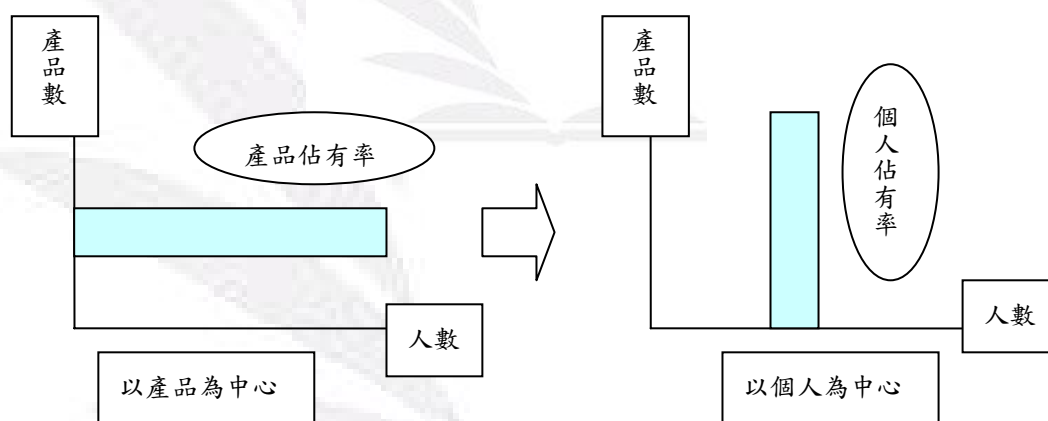 產品數
產品佔有率
人數
以產品為中心
產品數
個人佔有率
人數
以個人為中心